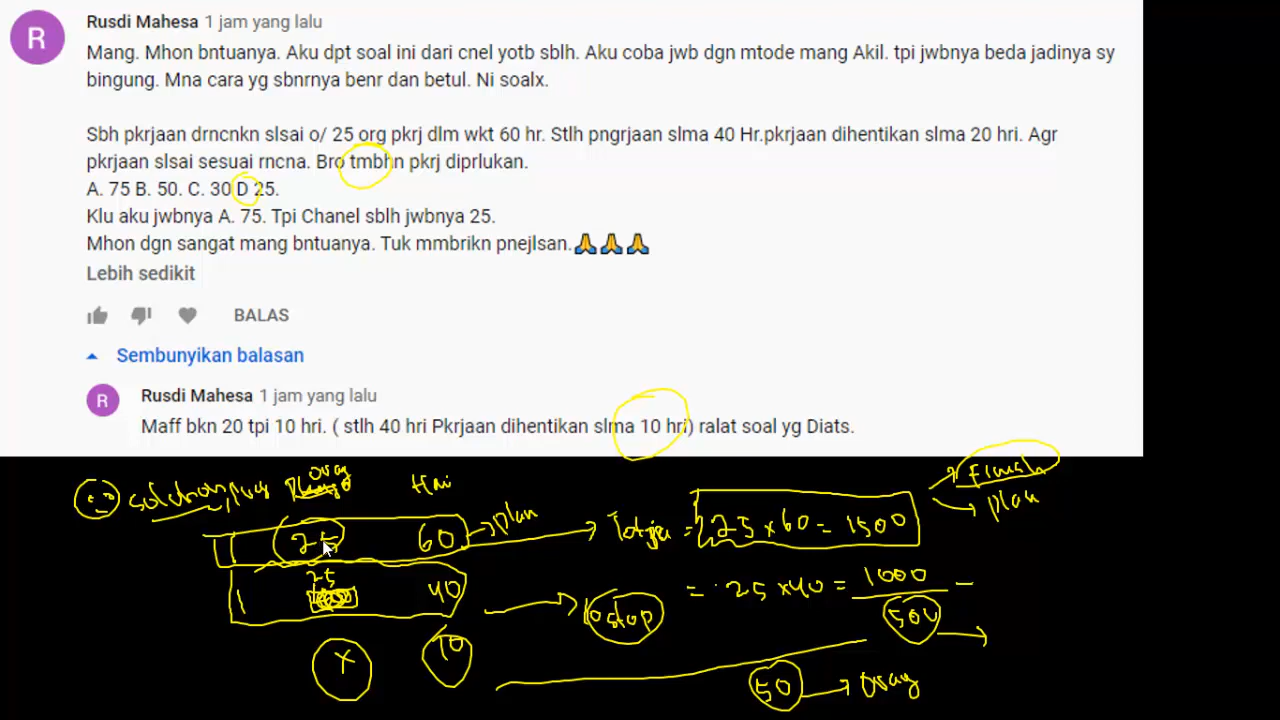 R
Rusdi Mahesa 1 jam yang lalu
Mang. Mhon bntuanya. Aku dpt soal ini dari cnel yotb sblh. Aku coba jwb dgn mtode mang Akil. tpi jwbnya beda jadinya sy
bingung. Mna cara yg sbnrnya benr dan betul. Ni soalx.
Sbh pkrjaan drncnkn slsai o/ 25 org pkrj dlm wkt 60 hr. Stlh pngrjaan slma 40 Hr.pkrjaan dihentikan slma 20 hri. Agr
pkrjaan slsai sesuai rncna. Bro tmbhn pkrj diprlukan.
A. 75 B. 50. C. 30 D 25.
Klu aku jwbnya A. 75. Tpi Chanel sblh jwbnya 25.
Mhon dgn sangat mang bntuanya. Tuk mmbrikn pnejlsan.🙏🙏🙏
Lebih sedikit
BALAS
Sembunyikan balasan
R
Rusdi Mahesa 1 jam yang lalu
Maff bkn 20 tpi 10 hri. ( stlh 40 hri Pkrjaan dihentikan slma 10 hri) ralat soal yg Diats.
orang Hari
25 60 → plan → = 25 x 60 = 1500 → plan
1 25 40 → = 25 x 40 = 1000 -
500 →
x 10
50 → Orang